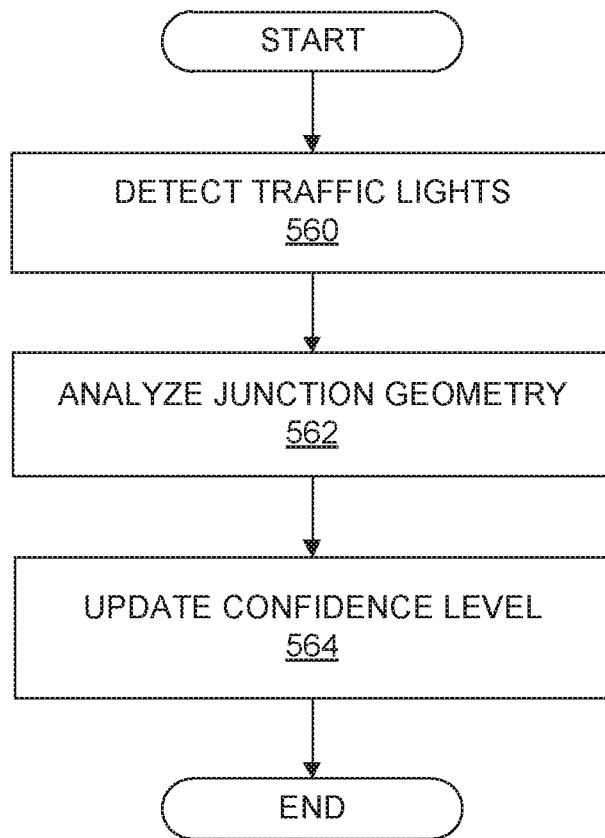 START
DETECT TRAFFIC LIGHTS
560
ANALYZE JUNCTION GEOMETRY
562
UPDATE CONFIDENCE LEVEL
564
END